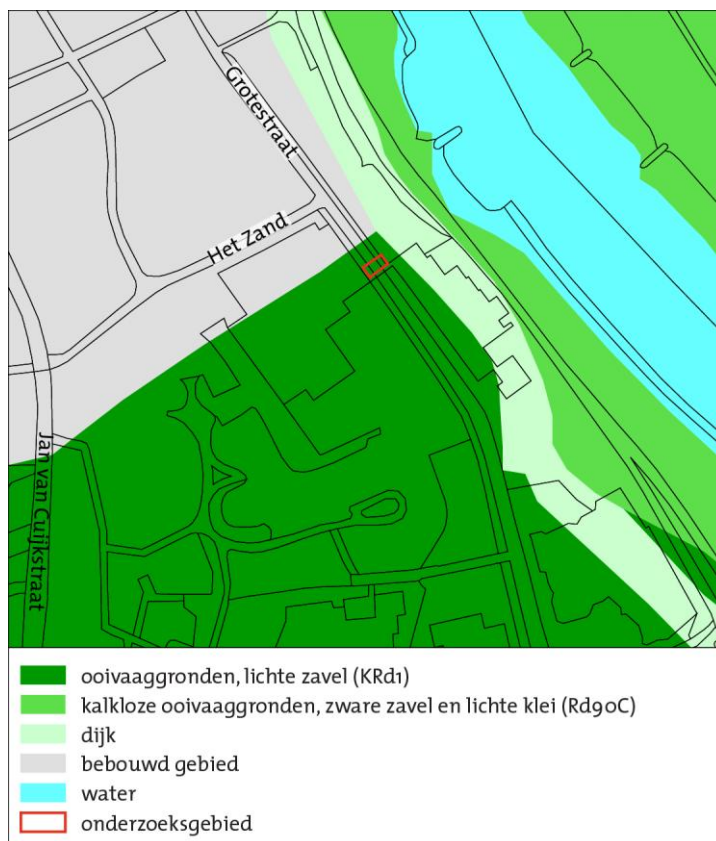 Grotestraat
Het Zand
Jan van Cuijkstraat
ooivaaggronden, lichte zavel (KRd1)
kalkloze ooivaaggronden, zware zavel en lichte klei (Rd90C)
dijk
bebouwd gebied
water
onderzoeksgebied